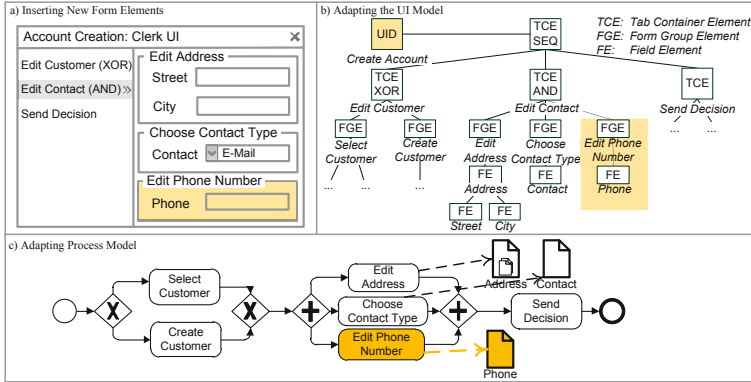 a) Inserting New Form Elements
Account Creation: Clerk UI
Edit Customer (XOR)
Edit Contact (AND) »
Send Decision
Edit Address
Street
City
Choose Contact Type
Contact
E-Mail
Edit Phone Number
Phone
b) Adapting the UI Model
UID
Create Account
TCE
SEQ
TCE: Tab Container Element
FGE: Form Group Element
FE: Field Element
TCE
XOR
Edit Customer
TCE
AND
Edit Contact
TCE
Send Decision
... ...
FGE
Select
Customer
... ...
FGE
Create
Customer
...
FGE
Edit
Address
FE
Address
FE
Street
FE
City
FGE
Choose
Contact Type
FE
Contact
FGE
Edit Phone
Number
FE
Phone
c) Adapting Process Model
X
Select
Customer
Create
Customer
X
+
Edit
Address
Choose
Contact Type
Edit Phone
Number
+
Address
Contact
Phone
Send
Decision